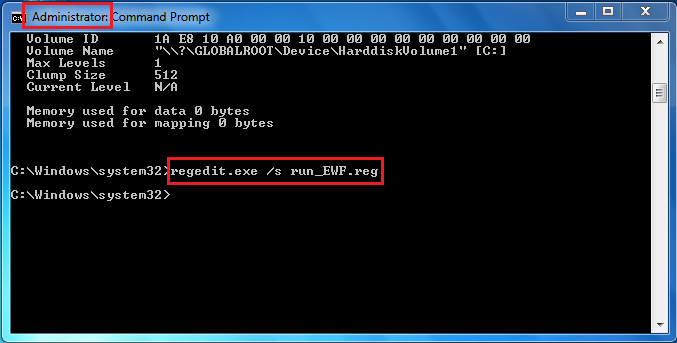 Administrator: Command Prompt
Volume ID 1A E8 10 A0 00 00 10 00 00 00 00 00 00 00 00 00
Volume Name "\\?\GLOBALROOT\Device\HarddiskVolume1" [C:]
Max Levels 1
Clump Size 512
Current Level N/A
Memory used for data 0 bytes
Memory used for mapping 0 bytes
C:\Windows\system32>regedit.exe /s run_EWF.reg
C:\Windows\system32>